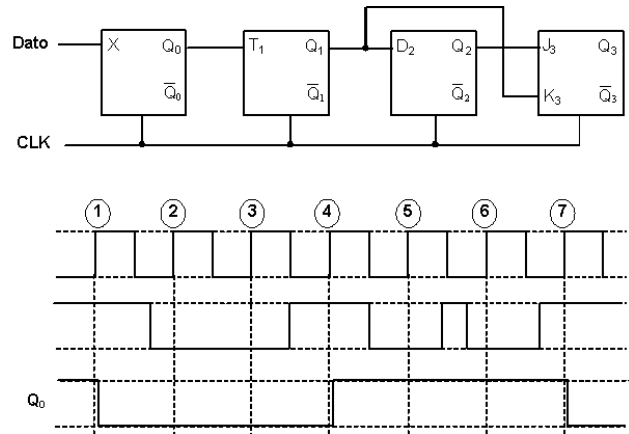 Dato X Q₀ T₁ Q₁ D₂ Q₂ J₃ Q₃
Q̅₀ Q̅₁ Q̅₂ K₃ Q̅₃
CLK
1 2 3 4 5 6 7
Q₀